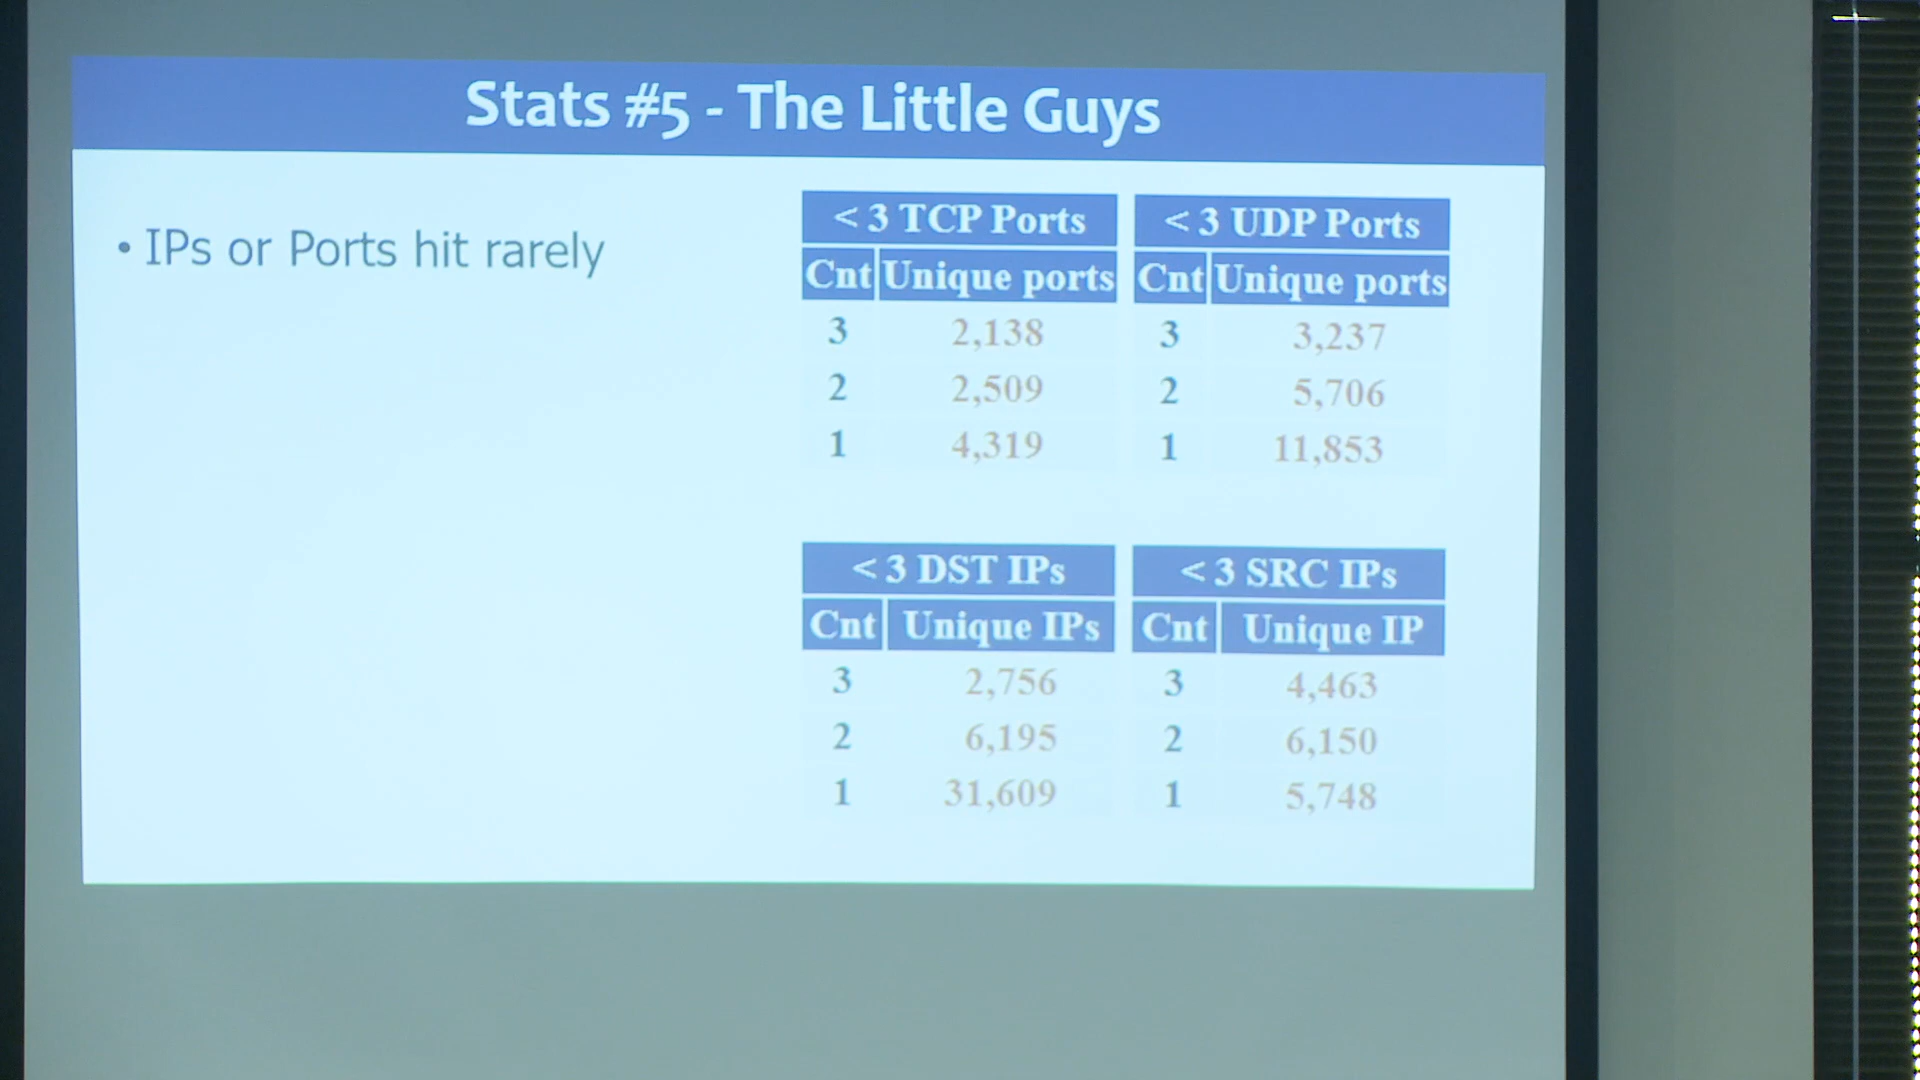 Stats #5 - The Little Guys
• IPs or Ports hit rarely
< 3 TCP Ports
Cnt Unique ports
3 2,138
2 2,509
1 4,319
< 3 UDP Ports
Cnt Unique ports
3 3,237
2 5,706
1 11,853
< 3 DST IPs
Cnt Unique IPs
3 2,756
2 6,195
1 31,609
< 3 SRC IPs
Cnt Unique IP
3 4,463
2 6,150
1 5,748